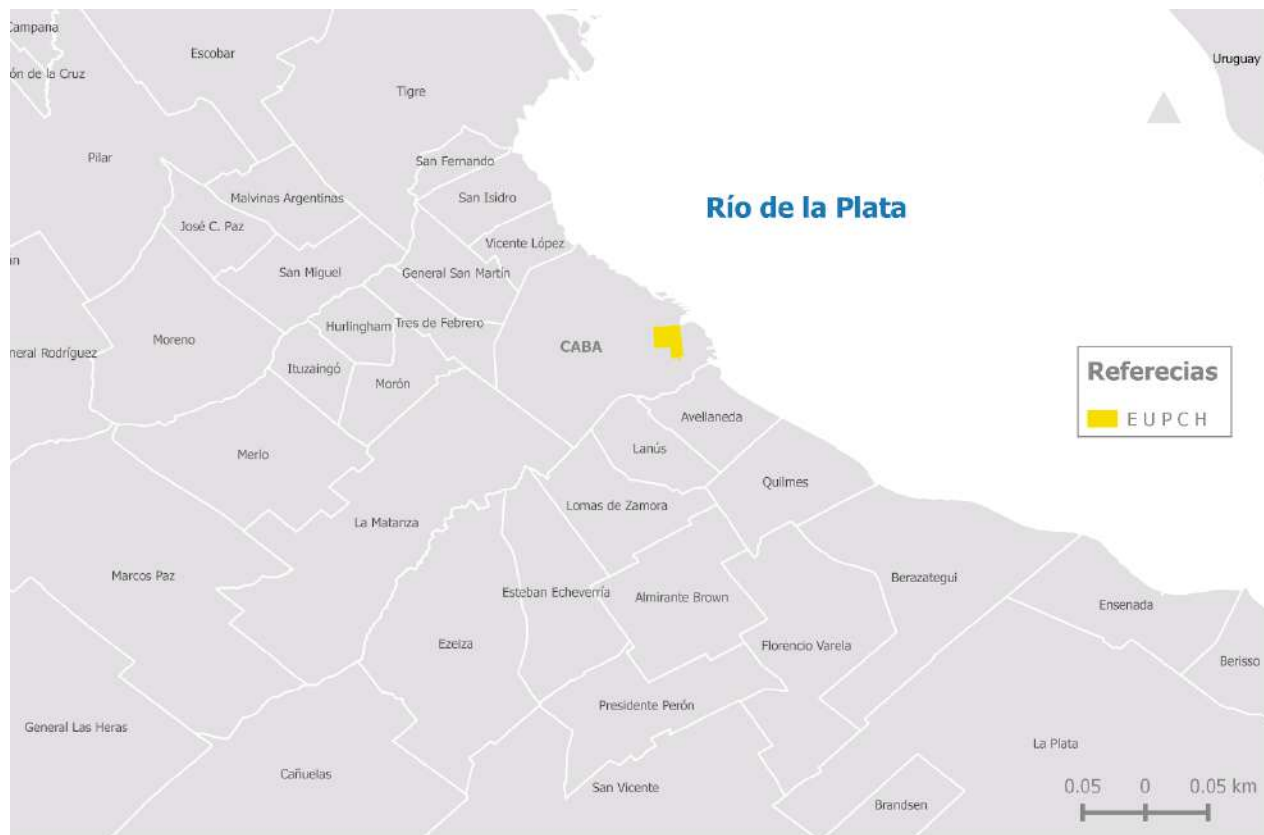 Campana
Escobar
Uruguay
ón de la Cruz
Tigre
Pilar
San Fernando
Malvinas Argentinas
San Isidro
Río de la Plata
José C. Paz
Vicente López
San Miguel
General San Martín
Hurlingham
Tres de Febrero
Moreno
CABA
neral Rodríguez
Ituzaingó
Morón
Referecias
E U P C H
Avellaneda
Merlo
Lanús
Quilmes
Lomas de Zamora
La Matanza
Marcos Paz
Berazategui
Esteban Echeverría
Almirante Brown
Ensenada
Ezeiza
Florencio Varela
Berisso
Presidente Perón
General Las Heras
La Plata
Cañuelas
San Vicente
0.05 0 0.05 km
Brandsen